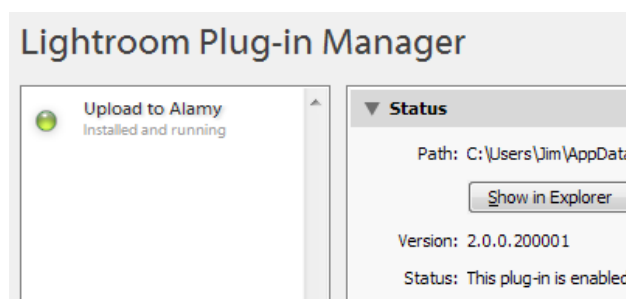 Lightroom Plug-in Manager
Upload to Alamy
Installed and running
Status
Path: C:\Users\Jim\AppData
Show in Explorer
Version: 2.0.0.200001
Status: This plug-in is enabled